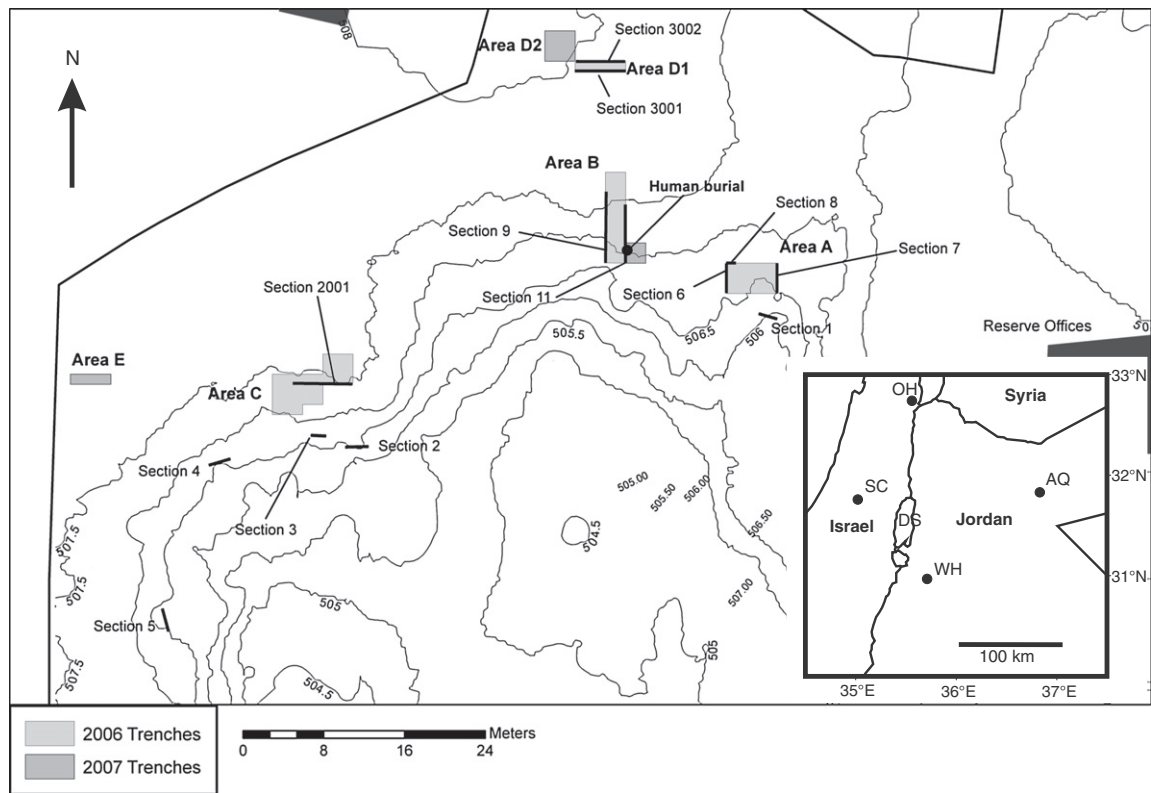 508
Section 3002
Area D2
N
Area D1
Section 3001
Area B
Human burial
Section 8
Section 9
Area A
Section 7
Section 11
Section 6
Section 2001
506.5
506
Section 1
505.5
Reserve Offices
Area E
Area C
Section 2
Section 4
Section 3
505.00
505.50
506.00
506.50
507.00
504.5
507.5
507.5
507.5
505
505
504.5
Section 5
OH
Syria
33°N
SC
AQ
32°N
Israel
DS
Jordan
WH
31°N
100 km
35°E
36°E
37°E
2006 Trenches
2007 Trenches
Meters
0
8
16
24